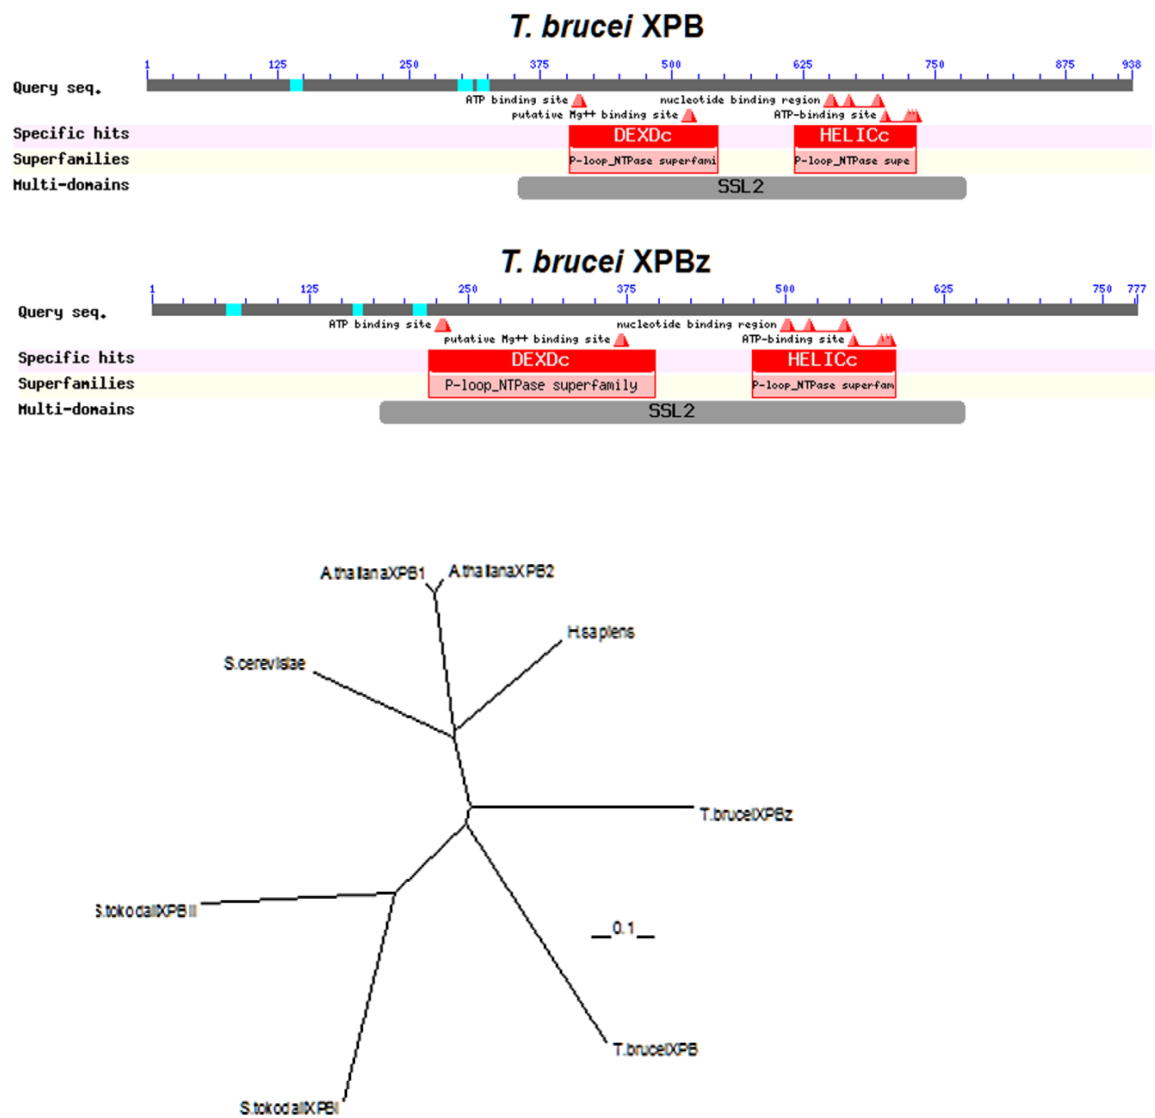 T. brucei XPB
1 125 250 375 500 625 750 875 938
Query seq.
ATP binding site nucleotide binding region
putative Mg++ binding site ATP-binding site
Specific hits DEXDc HELICc
Superfamilies P-loop_NTPase superfami P-loop_NTPase supe
Multi-domains SSL2
T. brucei XPBz
1 125 250 375 500 625 750 777
Query seq.
ATP binding site nucleotide binding region
putative Mg++ binding site ATP-binding site
Specific hits DEXDc HELICc
Superfamilies P-loop_NTPase superfamily P-loop_NTPase superfam
Multi-domains SSL2
A.thalianaXPB1 A.thalianaXPB2
H.sapiens
S.cerevisiae
T.bruceiXPBz
S.tokodaiiXPBII
0.1
T.bruceiXPB
S.tokodaiiXPBI